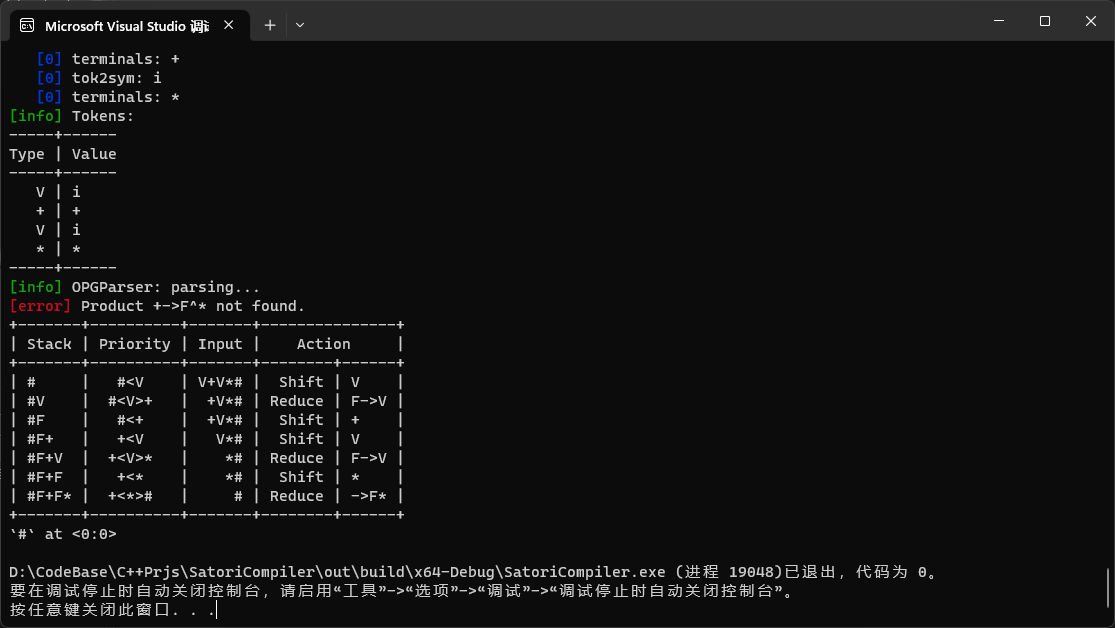 Microsoft Visual Studio 调试
[0] terminals: +
[0] tok2sym: i
[0] terminals: *
[info] Tokens:
-----+------
Type | Value
-----+------
V | i
+ | +
V | i
* | *
-----+------
[info] OPGParser: parsing...
[error] Product +->F^* not found.
+-------+----------+-------+---------------+
| Stack | Priority | Input |    Action     |
+-------+----------+-------+--------+------+
| #     |   #<V    | V+V*# |  Shift | V    |
| #V    |  #<V>+   |  +V*# | Reduce | F->V |
| #F    |   #<+    |  +V*# |  Shift | +    |
| #F+   |   +<V    |   V*# |  Shift | V    |
| #F+V  |  +<V>*   |    *# | Reduce | F->V |
| #F+F  |   +<*    |    *# |  Shift | *    |
| #F+F* |  +<*>#   |     # | Reduce | ->F* |
+-------+----------+-------+--------+------+
`#` at <0:0>
D:\CodeBase\C++Prjs\SatoriCompiler\out\build\x64-Debug\SatoriCompiler.exe (进程 19048)已退出，代码为 0。
要在调试停止时自动关闭控制台，请启用“工具”->“选项”->“调试”->“调试停止时自动关闭控制台”。
按任意键关闭此窗口. . .